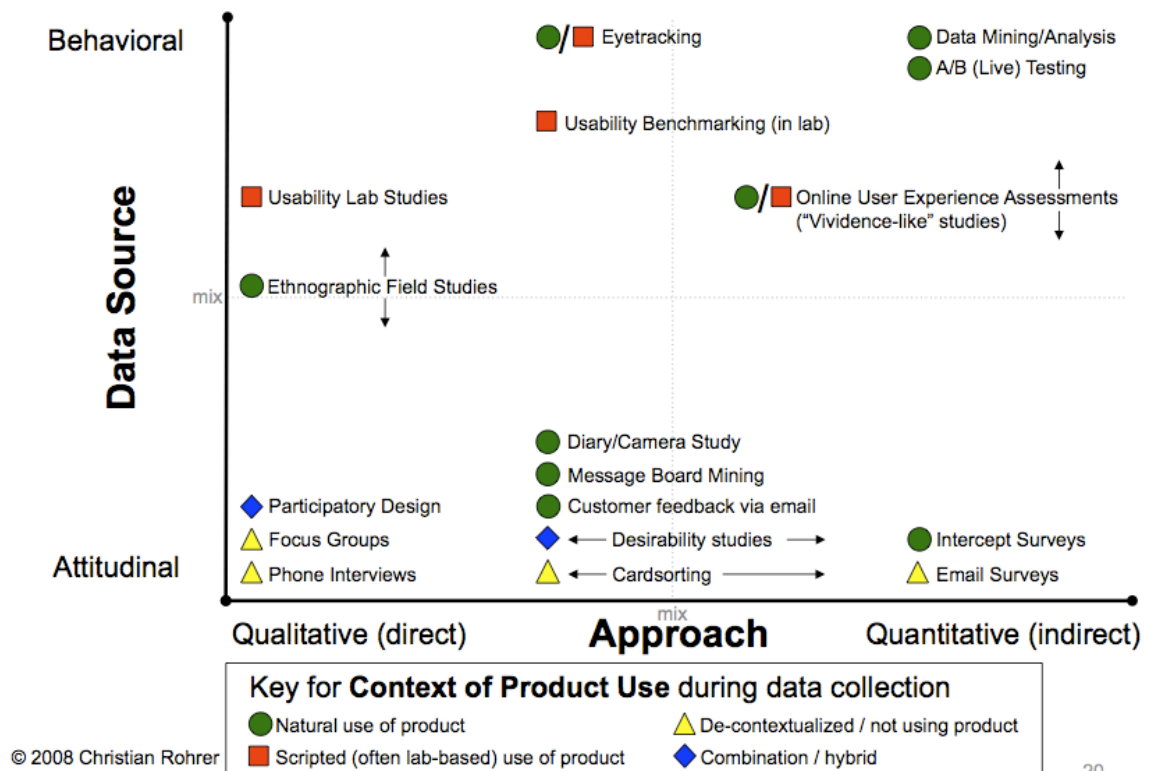 Behavioral
/ Eyetracking
Data Mining/Analysis
A/B (Live) Testing
Usability Benchmarking (in lab)
Usability Lab Studies
/ Online User Experience Assessments
(“Vividence-like” studies)
Data Source
Ethnographic Field Studies
mix
Diary/Camera Study
Message Board Mining
Participatory Design
Customer feedback via email
Focus Groups
Desirability studies
Intercept Surveys
Attitudinal
Phone Interviews
Cardsorting
Email Surveys
mix
Qualitative (direct)
Approach
Quantitative (indirect)
Key for Context of Product Use during data collection
Natural use of product
De-contextualized / not using product
© 2008 Christian Rohrer
Scripted (often lab-based) use of product
Combination / hybrid